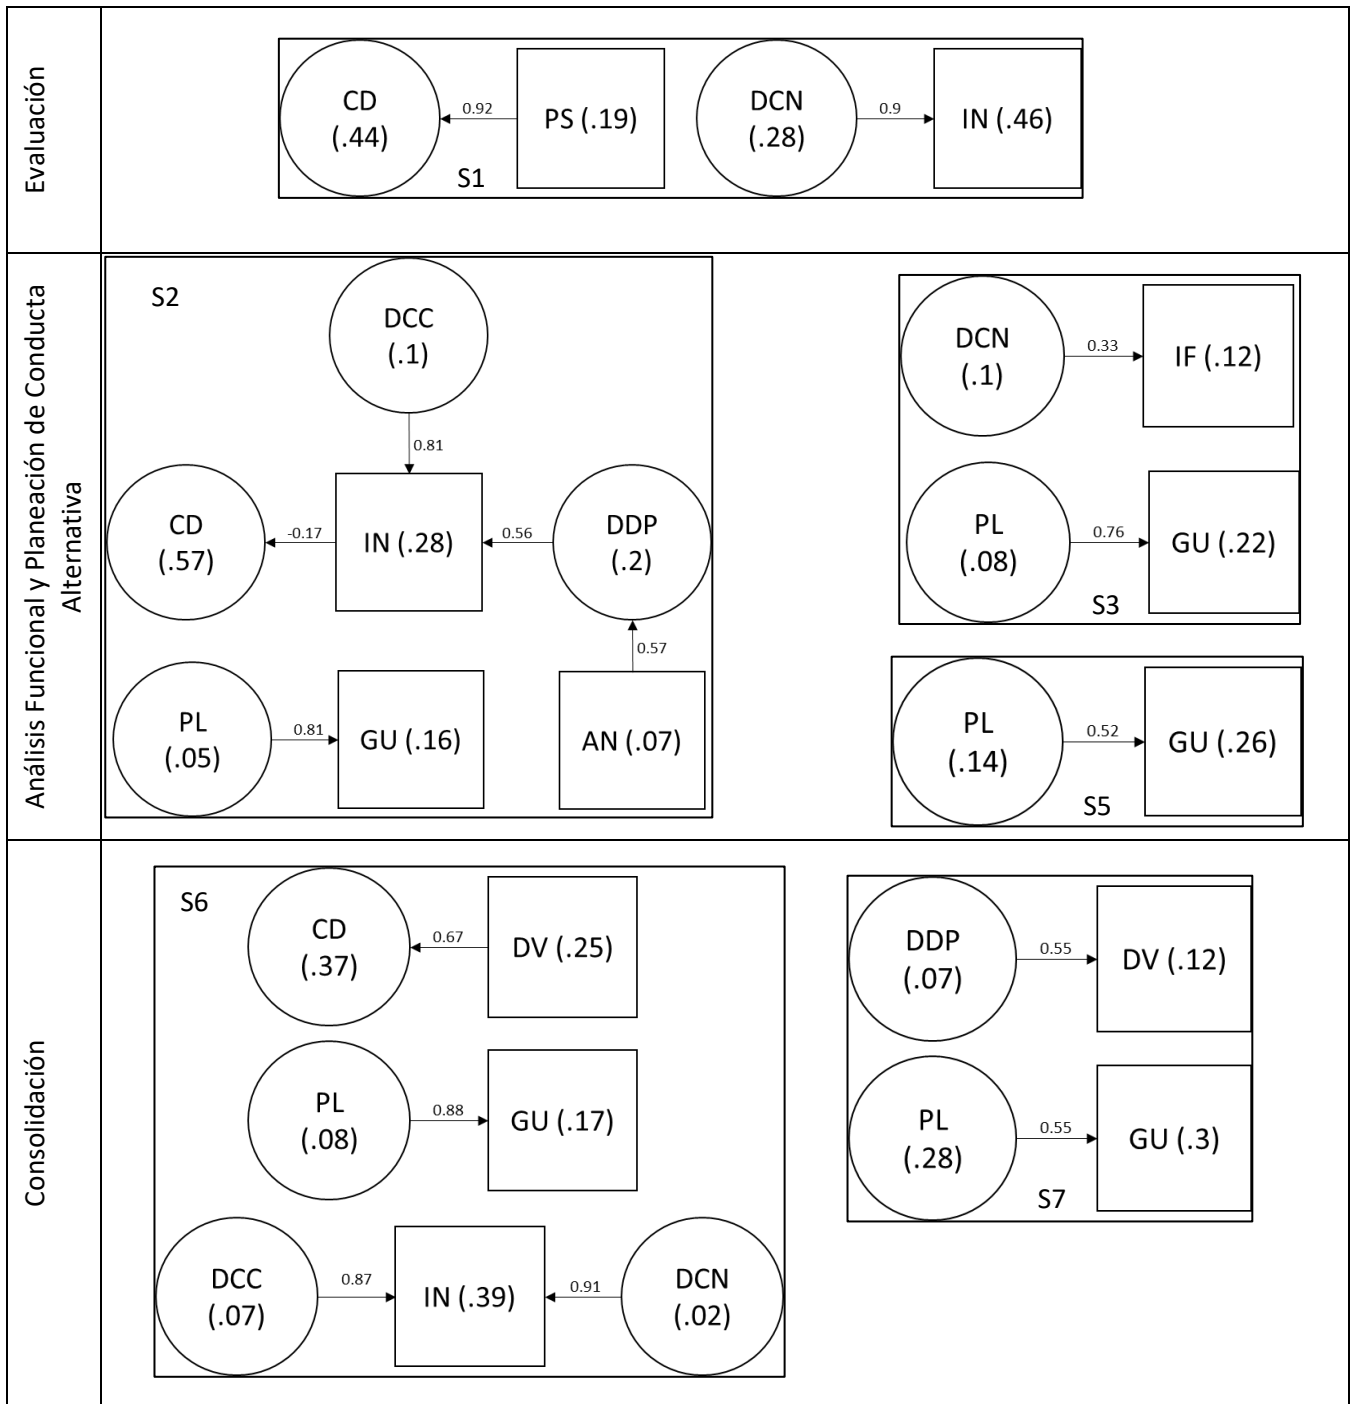 Evaluación
CD
(.44)
0.92
PS (.19)
S1
DCN
(.28)
0.9
IN (.46)
Análisis Funcional y Planeación de Conducta
Alternativa
S2
DCC
(.1)
0.81
CD
(.57)
-0.17
IN (.28)
0.56
DDP
(.2)
0.57
PL
(.05)
0.81
GU (.16)
AN (.07)
DCN
(.1)
0.33
IF (.12)
PL
(.08)
0.76
GU (.22)
S3
PL
(.14)
0.52
GU (.26)
S5
Consolidación
S6
CD
(.37)
0.67
DV (.25)
PL
(.08)
0.88
GU (.17)
DCC
(.07)
0.87
IN (.39)
0.91
DCN
(.02)
DDP
(.07)
0.55
DV (.12)
PL
(.28)
0.55
GU (.3)
S7